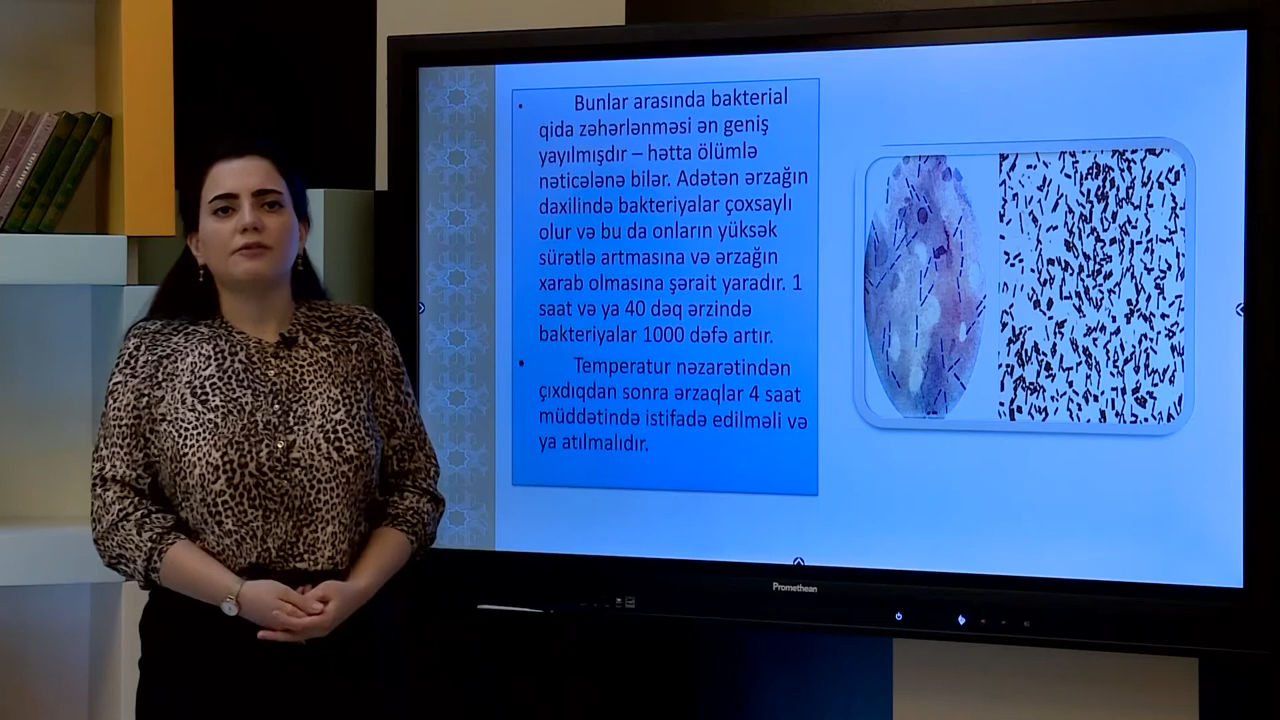 Bunlar arasında bakterial
qida zəhərlənməsi ən geniş
yayılmışdır – hətta ölümlə
nəticələnə bilər. Adətən ərzağın
daxilində bakteriyalar çoxsaylı
olur və bu da onların yüksək
sürətlə artmasına və ərzağın
xarab olmasına şərait yaradır. 1
saat və ya 40 dəq ərzində
bakteriyalar 1000 dəfə artır.
Temperatur nəzarətindən
çıxdıqdan sonra ərzaqlar 4 saat
müddətində istifadə edilməli və
ya atılmalıdır.
Promethean